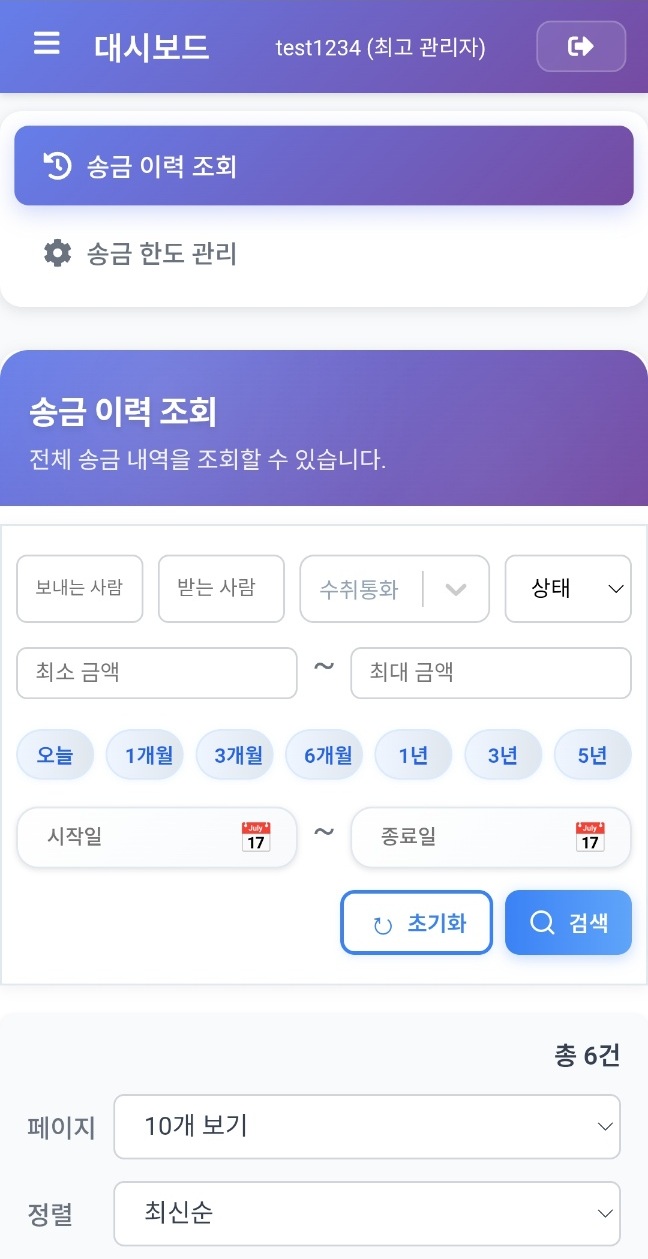 대시보드 test1234 (최고 관리자)
송금 이력 조회
송금 한도 관리
송금 이력 조회
전체 송금 내역을 조회할 수 있습니다.
보내는 사람 받는 사람 수취통화 상태
최소 금액 ~ 최대 금액
오늘 1개월 3개월 6개월 1년 3년 5년
시작일 July 17 ~ 종료일 July 17
초기화 검색
총 6건
페이지 10개 보기
정렬 최신순